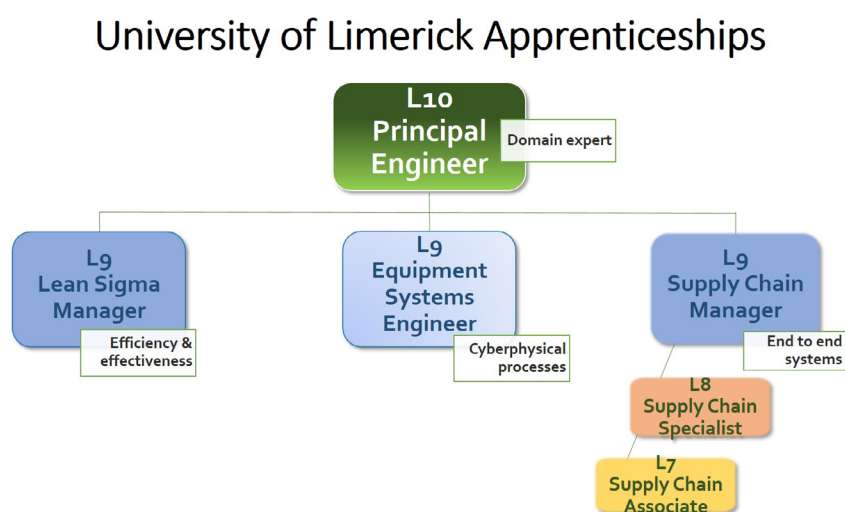 University of Limerick Apprenticeships
L10
Principal
Engineer
Domain expert
L9
Lean Sigma
Manager
Efficiency &
effectiveness
L9
Equipment
Systems
Engineer
Cyberphysical
processes
L9
Supply Chain
Manager
End to end
systems
L8
Supply Chain
Specialist
L7
Supply Chain
Associate